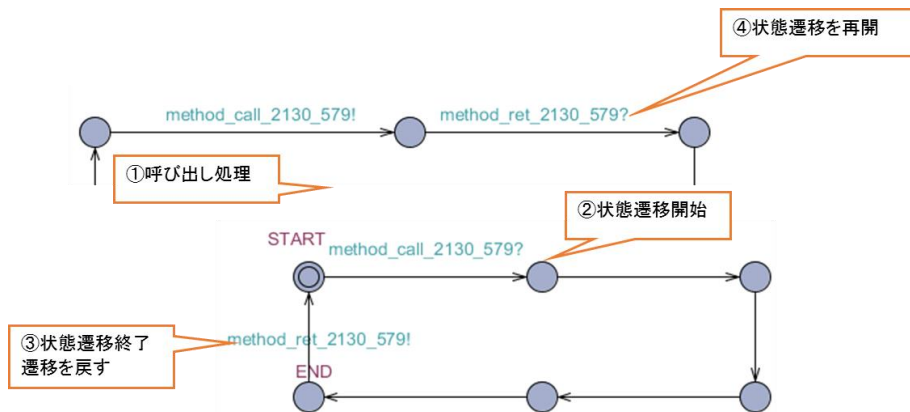 ④状態遷移を再開
method_call_2130_579!
method_ret_2130_579?
①呼び出し処理
②状態遷移開始
START
method_call_2130_579?
③状態遷移終了
遷移を戻す
method_ret_2130_579!
END